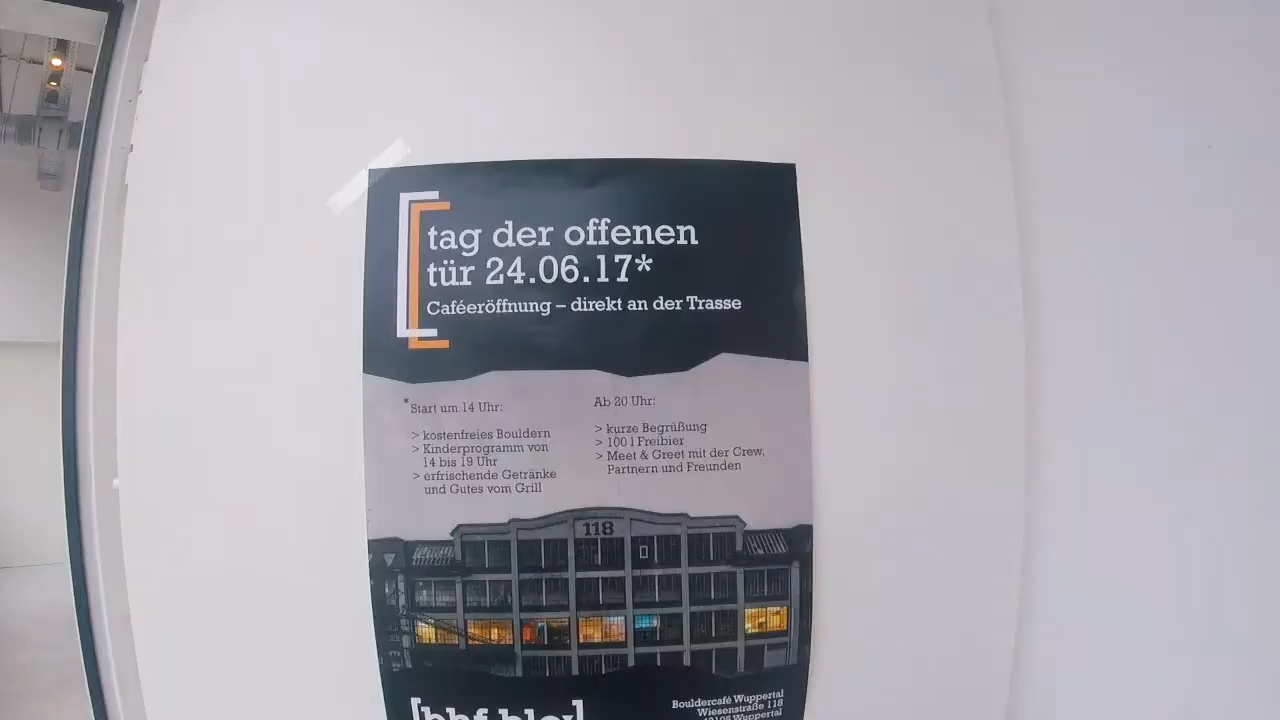 tag der offenen
tür 24.06.17*
Caféeröffnung – direkt an der Trasse
*Start um 14 Uhr:
> kostenfreies Bouldern
> Kinderprogramm von
14 bis 19 Uhr
> erfrischende Getränke
und Gutes vom Grill
Ab 20 Uhr:
> kurze Begrüßung
> 100 l Freibier
> Meet & Greet mit der Crew,
Partnern und Freunden
118
Bouldercafé Wuppertal
Wiesenstraße 118
42105 Wuppertal